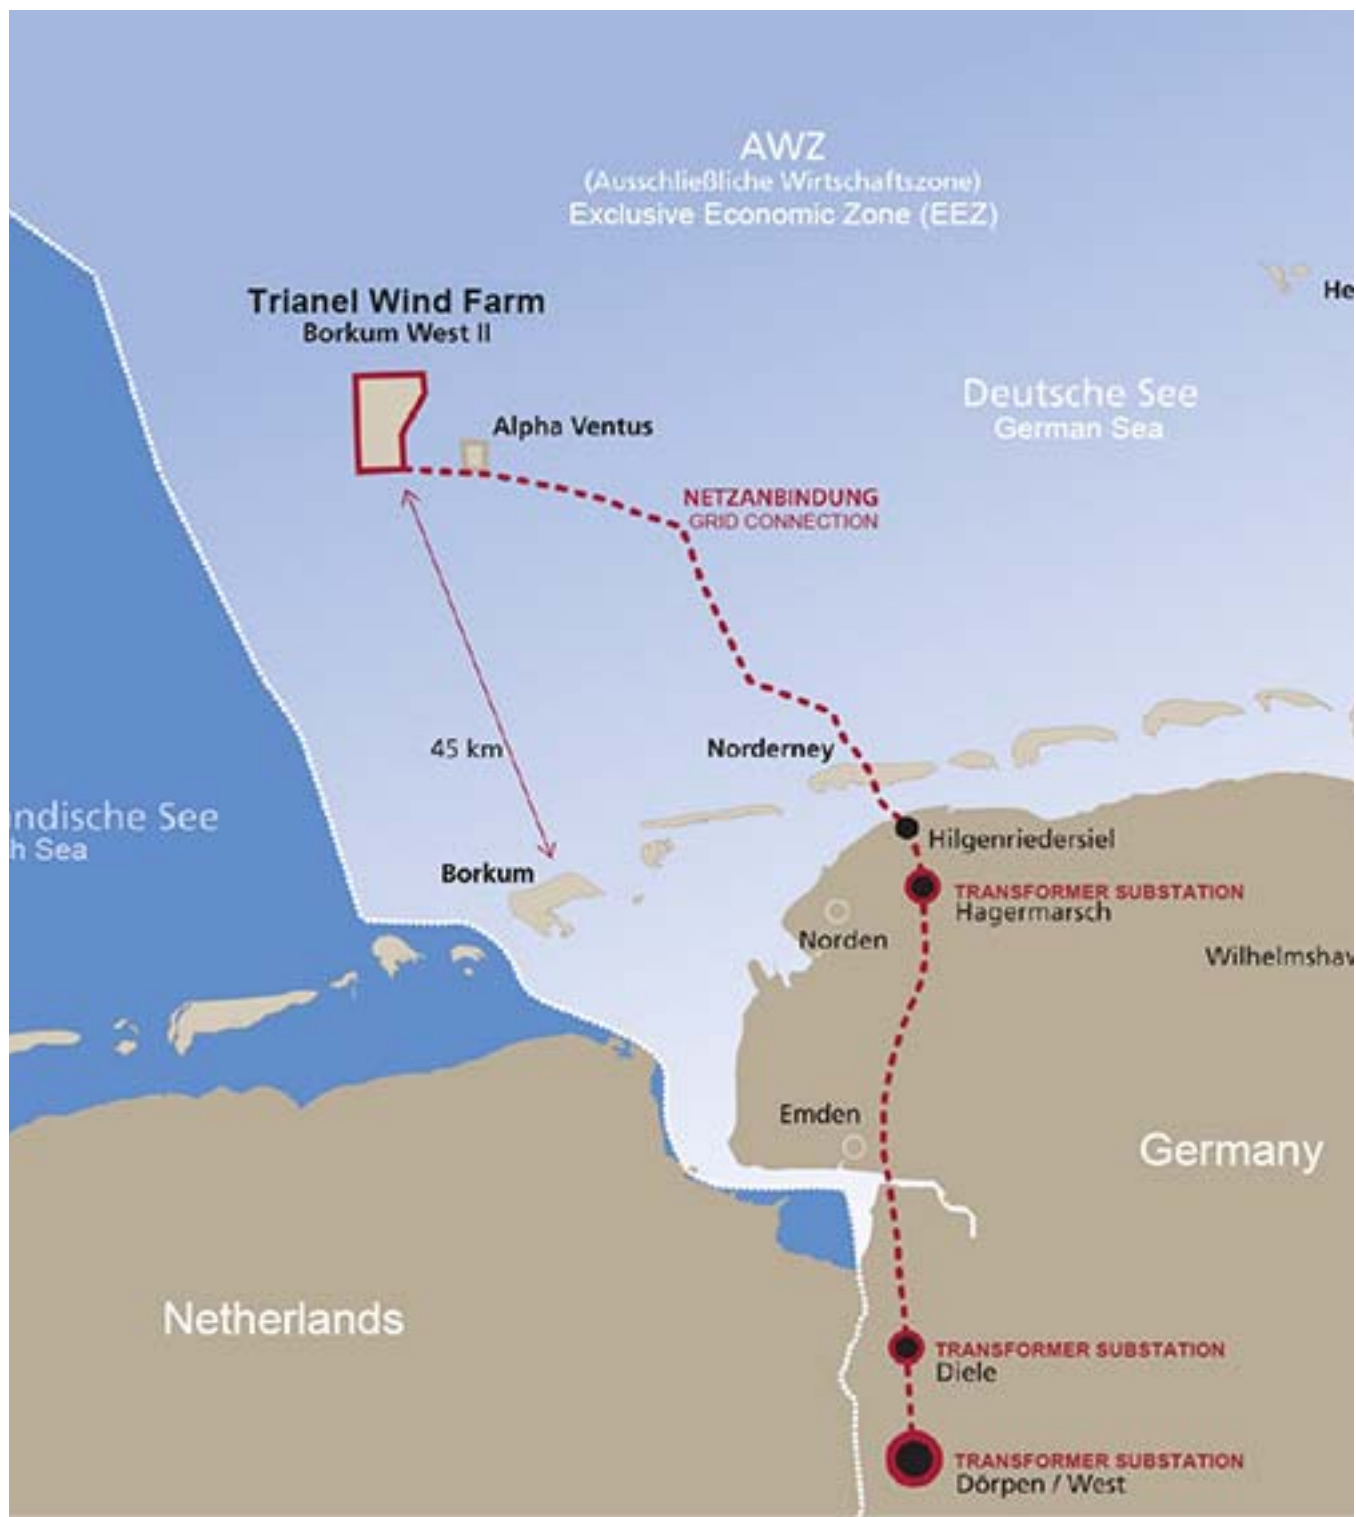 AWZ
(Ausschließliche Wirtschaftszone)
Exclusive Economic Zone (EEZ)
Trianel Wind Farm
Borkum West II
He
Alpha Ventus
Deutsche See
German Sea
NETZANBINDUNG
GRID CONNECTION
45 km
Norderney
ndische See
h Sea
Hilgenriedersiel
Borkum
TRANSFORMER SUBSTATION
Hagermarsch
Norden
Wilhelmshav
Emden
Germany
Netherlands
TRANSFORMER SUBSTATION
Diele
TRANSFORMER SUBSTATION
Dörpen / West